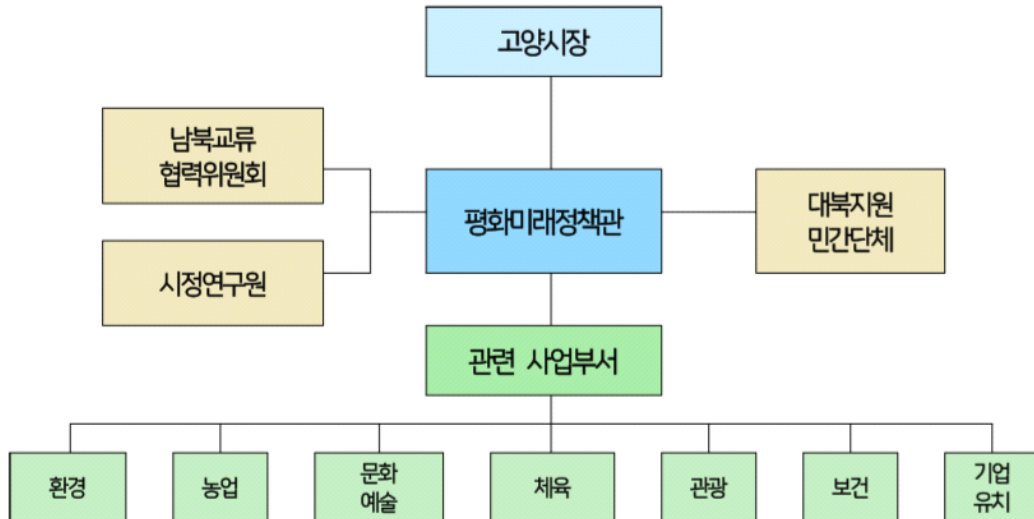 고양시장
남북교류
협력위원회
평화미래정책관
대북지원
민간단체
시정연구원
관련 사업부서
환경
농업
문화
예술
체육
관광
보건
기업
유치